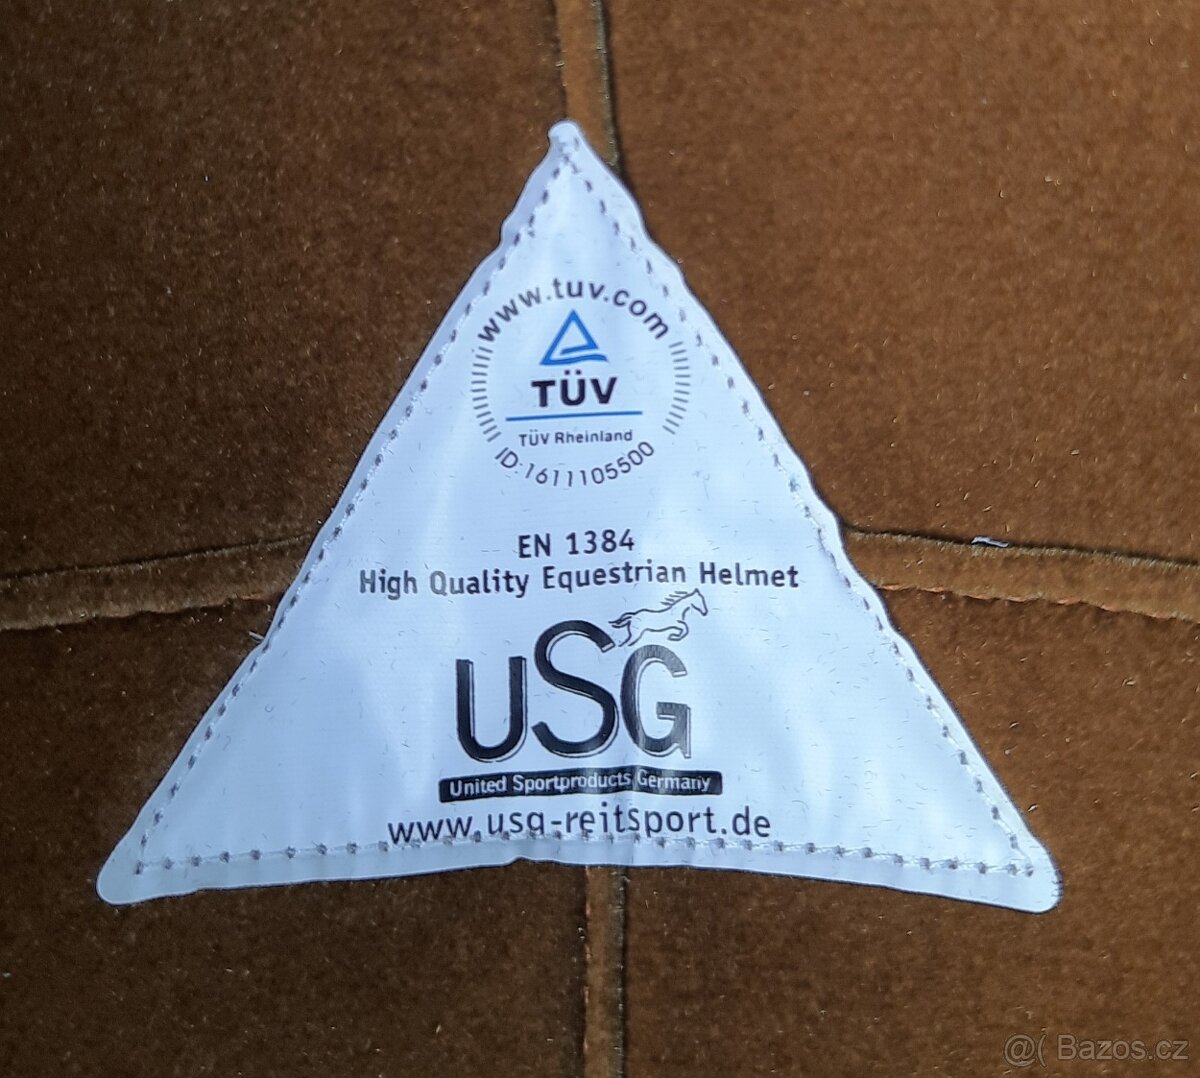 www.tuv.com
TÜV
TÜV Rheinland
ID:1611105500
EN 1384
High Quality Equestrian Helmet
USG
United Sportproducts Germany
www.usg-reitsport.de
@( Bazos.cz